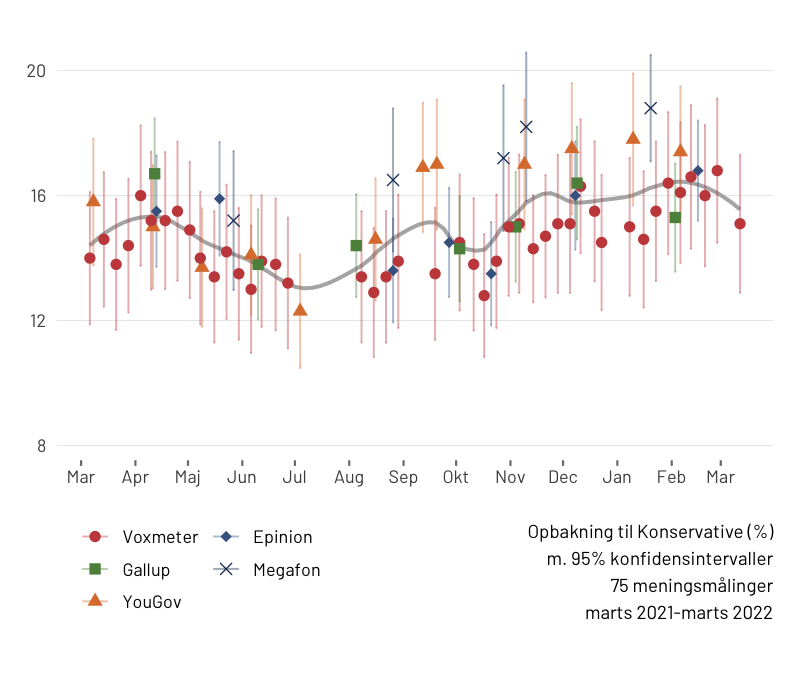 20
16
12
8
Mar Apr Maj Jun Jul Aug Sep Okt Nov Dec Jan Feb Mar
Voxmeter Epinion
Gallup Megafon
YouGov
Opbakning til Konservative (%)
m. 95% konfidensintervaller
75 meningsmålinger
marts 2021-marts 2022